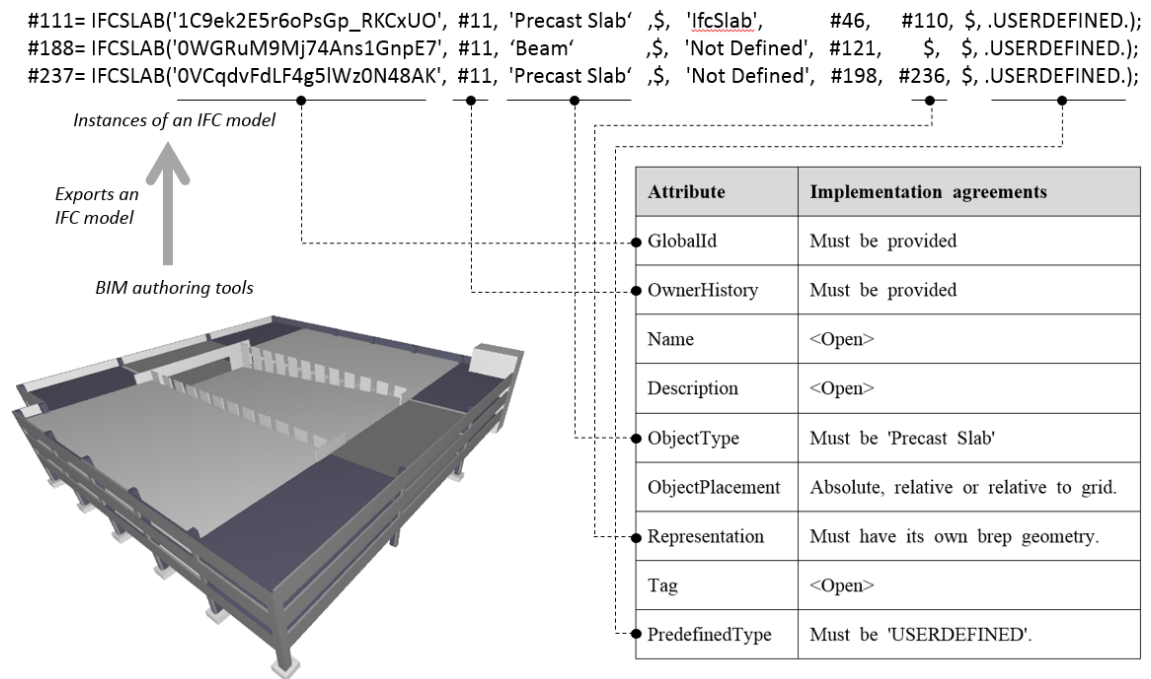 #111= IFCSLAB('1C9ek2E5r6oPsGp_RKCxUO', #11, 'Precast Slab‘ ,$, 'IfcSlab', #46, #110, $, .USERDEFINED.);
#188= IFCSLAB('0WGRuM9Mj74Ans1GnpE7', #11, ‘Beam‘ ,$, 'Not Defined', #121, $, $, .USERDEFINED.);
#237= IFCSLAB('0VCqdvFdLF4g5lWz0N48AK', #11, 'Precast Slab‘ ,$, 'Not Defined', #198, #236, $, .USERDEFINED.);
Instances of an IFC model
Exports an
IFC model
BIM authoring tools
Attribute Implementation agreements
GlobalId Must be provided
OwnerHistory Must be provided
Name <Open>
Description <Open>
ObjectType Must be 'Precast Slab'
ObjectPlacement Absolute, relative or relative to grid.
Representation Must have its own brep geometry.
Tag <Open>
PredefinedType Must be 'USERDEFINED'.